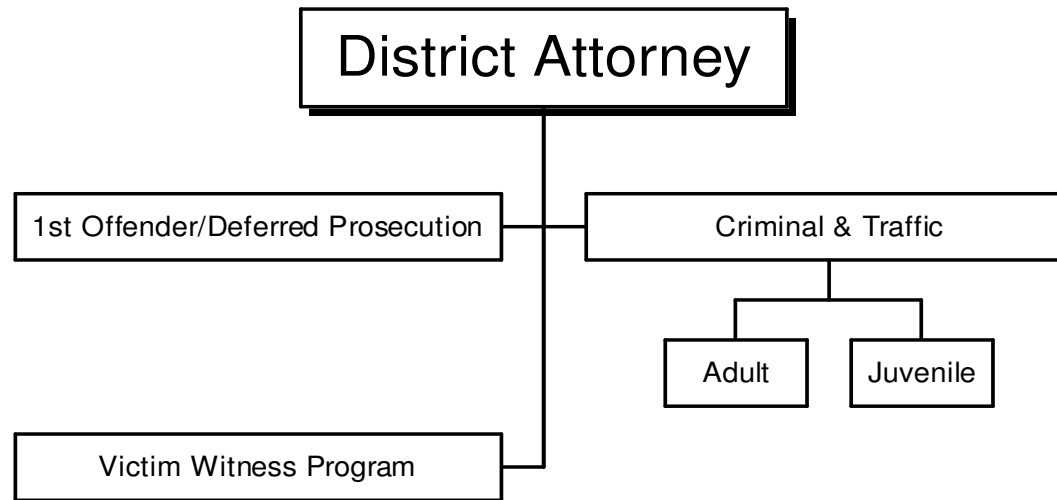 District Attorney
1st Offender/Deferred Prosecution
Criminal & Traffic
Adult
Juvenile
Victim Witness Program